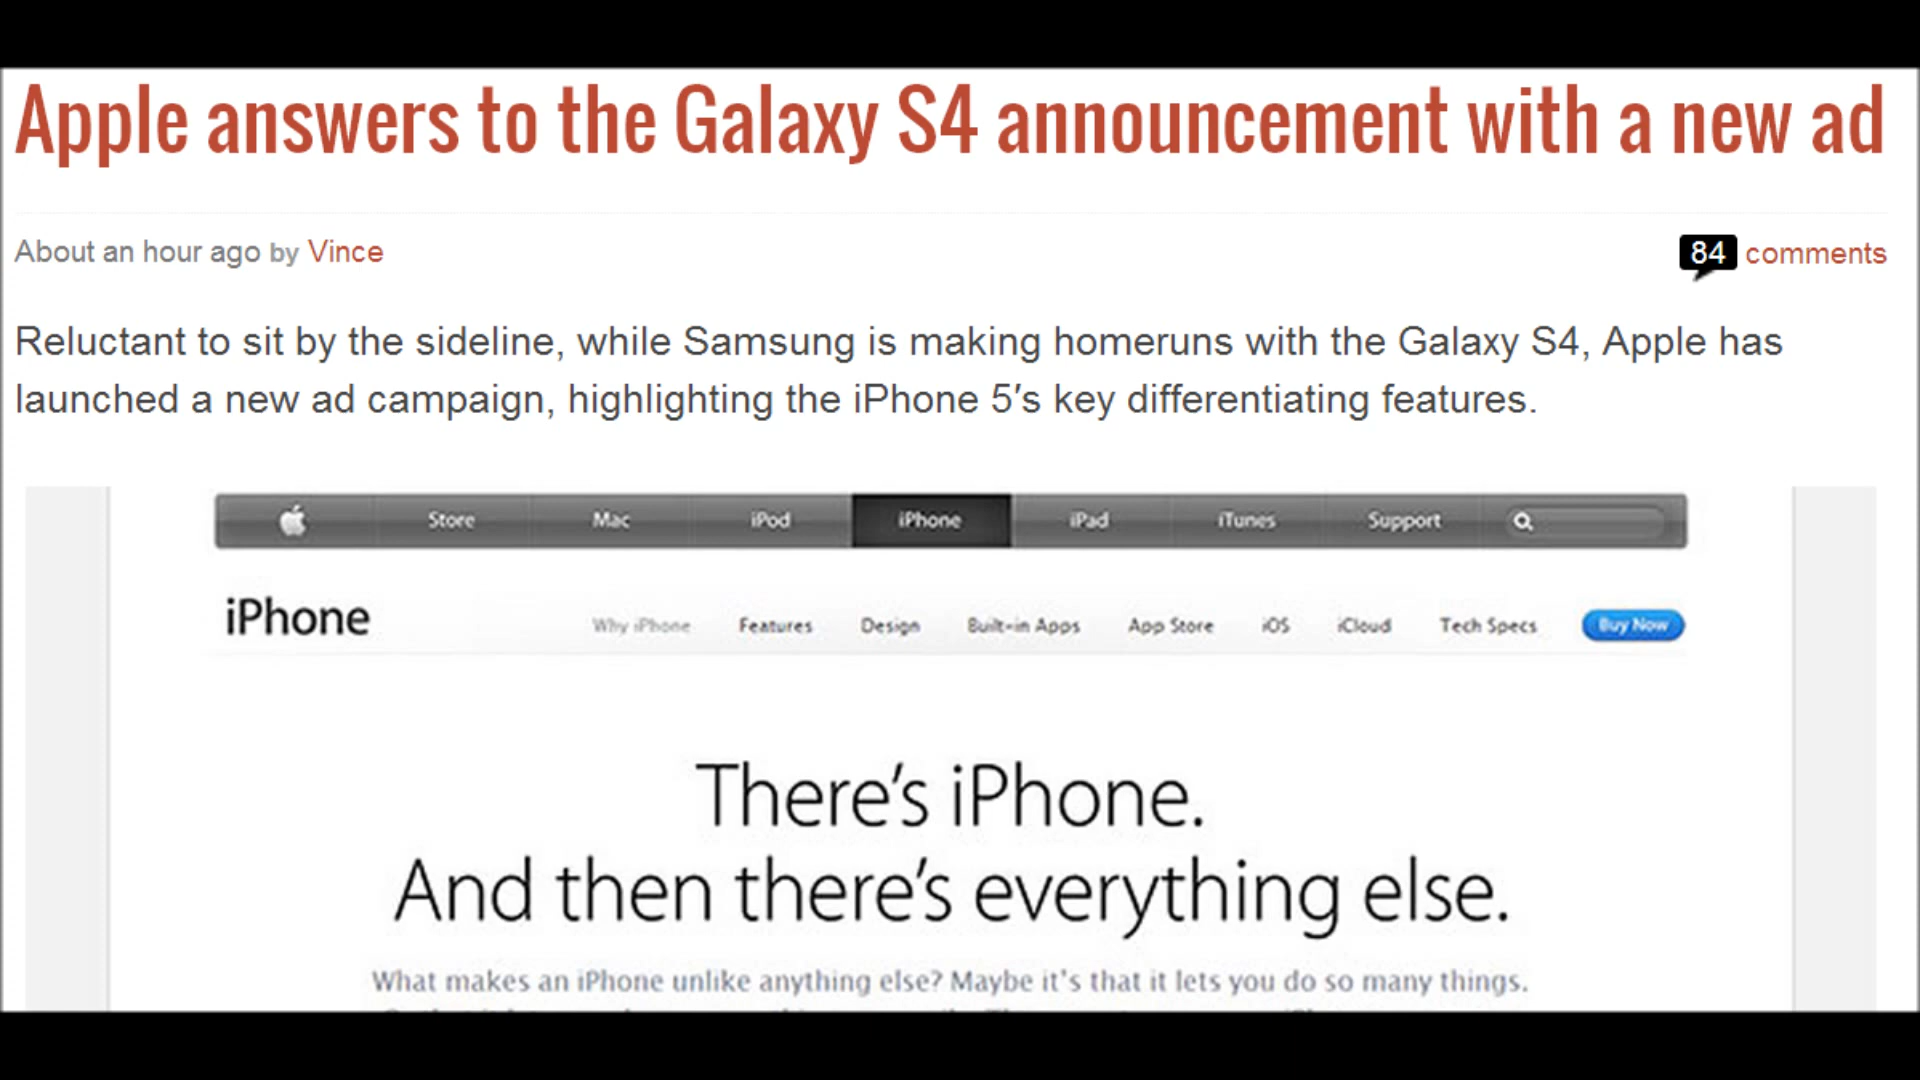 Apple answers to the Galaxy S4 announcement with a new ad
About an hour ago by Vince
84 comments
Reluctant to sit by the sideline, while Samsung is making homeruns with the Galaxy S4, Apple has
launched a new ad campaign, highlighting the iPhone 5′s key differentiating features.
Store Mac iPod iPhone iPad iTunes Support
iPhone Why iPhone Features Design Built-in Apps App Store iOS iCloud Tech Specs Buy Now
There's iPhone.
And then there's everything else.
What makes an iPhone unlike anything else? Maybe it's that it lets you do so many things.